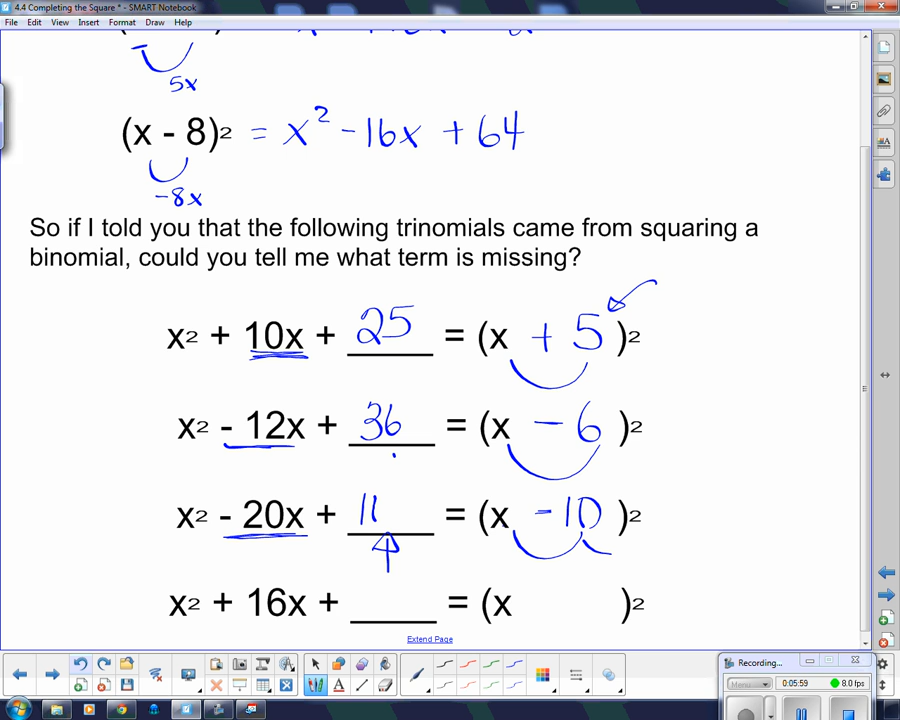 4.4 Completing the Square * - SMART Notebook
File Edit View Insert Format Draw Help
5x
(x - 8)² = x² - 16x + 64
-8x
So if I told you that the following trinomials came from squaring a
binomial, could you tell me what term is missing?
x² + 10x + 25 = (x + 5)²
x² - 12x + 36 = (x - 6)²
x² - 20x + 11 = (x - 10)²
x² + 16x + ____ = (x )²
Extend Page
Recording...
Menu 0:05:59 8.0 fps